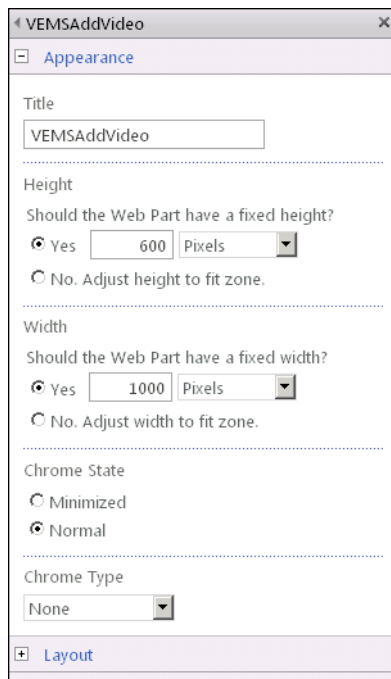 VEMSAddVideo
Appearance
Title
VEMSAddVideo
Height
Should the Web Part have a fixed height?
Yes 600 Pixels
No. Adjust height to fit zone.
Width
Should the Web Part have a fixed width?
Yes 1000 Pixels
No. Adjust width to fit zone.
Chrome State
Minimized
Normal
Chrome Type
None
Layout